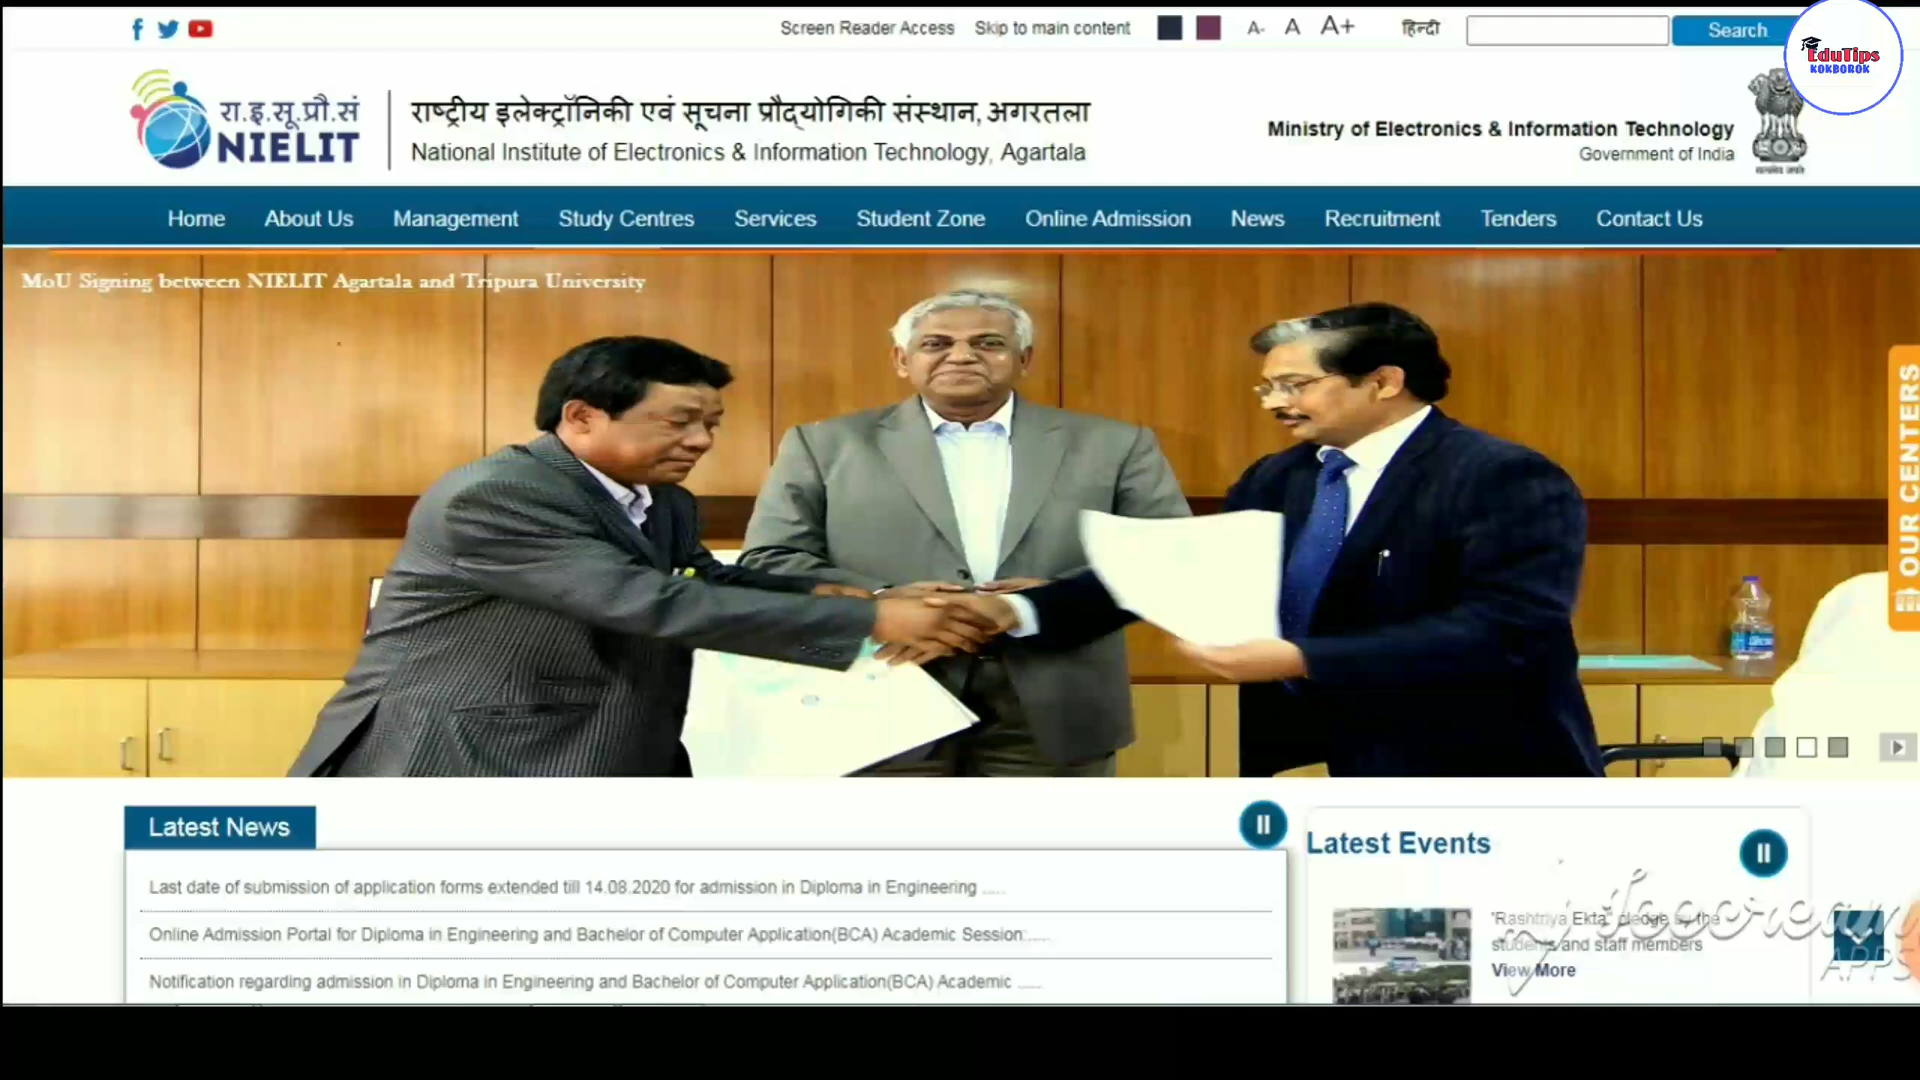 Screen Reader Access Skip to main content A- A A+ हिन्दी Search
EduTips
KOKBOROK
रा.इ.सू.प्रौ.सं
NIELIT
राष्ट्रीय इलेक्ट्रॉनिकी एवं सूचना प्रौद्योगिकी संस्थान, अगरतला
National Institute of Electronics & Information Technology, Agartala
Ministry of Electronics & Information Technology
Government of India
सत्यमेव जयते
Home About Us Management Study Centres Services Student Zone Online Admission News Recruitment Tenders Contact Us
MoU Signing between NIELIT Agartala and Tripura University
OUR CENTERS
Latest News
Last date of submission of application forms extended till 14.08.2020 for admission in Diploma in Engineering .....
Online Admission Portal for Diploma in Engineering and Bachelor of Computer Application(BCA) Academic Session.....
Notification regarding admission in Diploma in Engineering and Bachelor of Computer Application(BCA) Academic .....
Latest Events
"Rashtriya Ekta" pledge by the
students and staff members
View More
Icecream
APPS